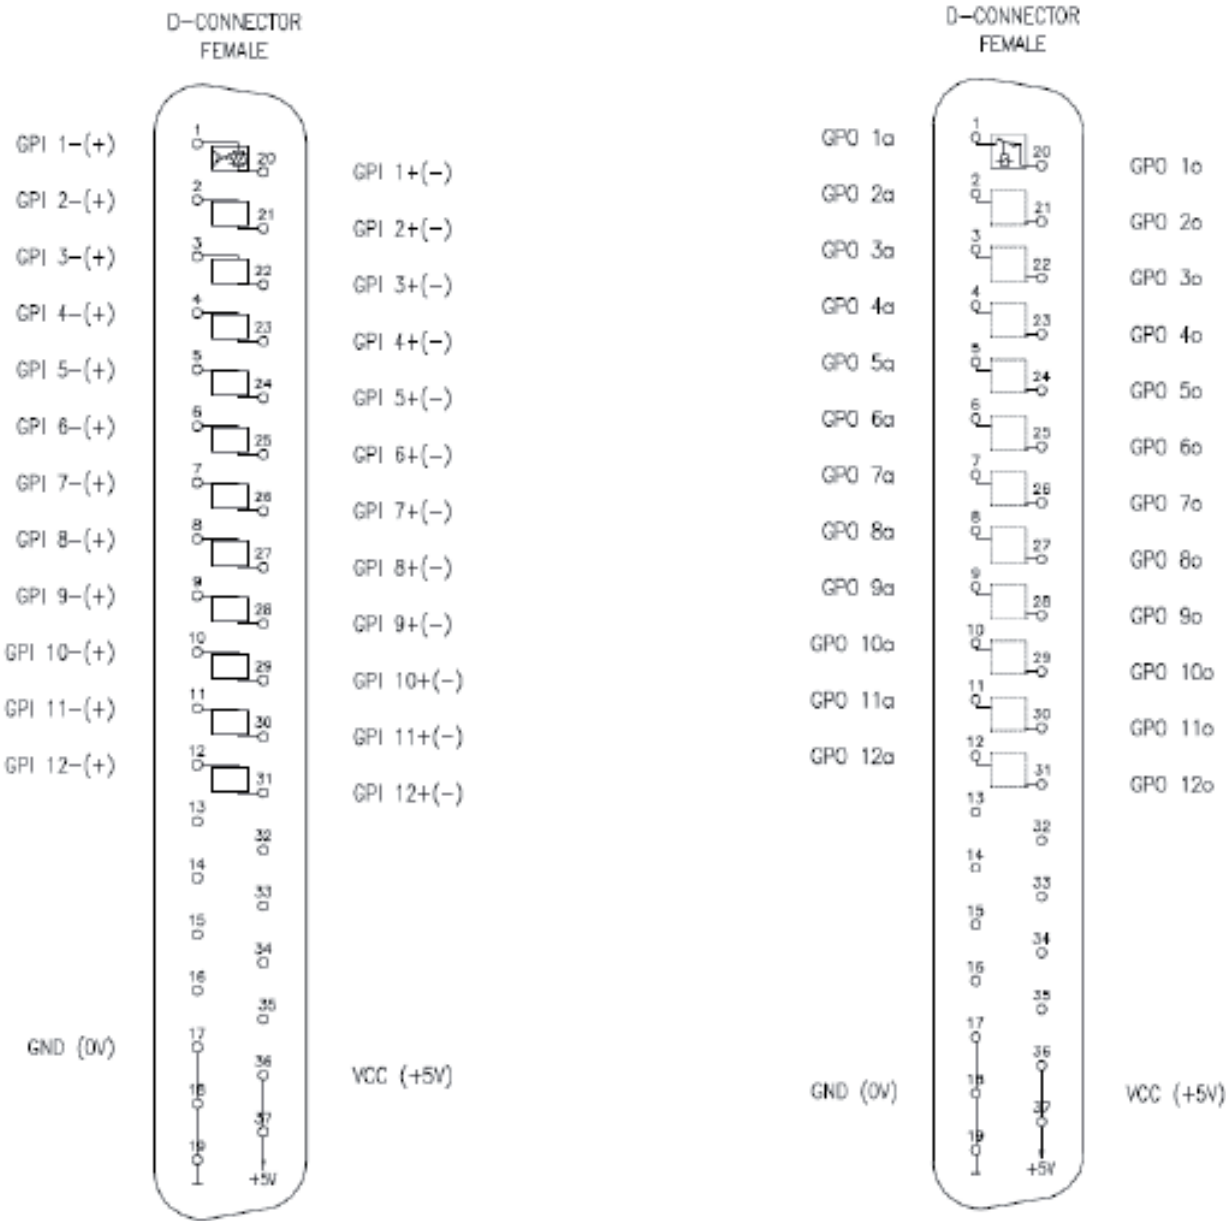 D-CONNECTOR
FEMALE
GPI 1-(+)
1
20
GPI 1+(-)
GPI 2-(+)
2
21
GPI 2+(-)
GPI 3-(+)
3
22
GPI 3+(-)
GPI 4-(+)
4
23
GPI 4+(-)
GPI 5-(+)
5
24
GPI 5+(-)
GPI 6-(+)
6
25
GPI 6+(-)
GPI 7-(+)
7
26
GPI 7+(-)
GPI 8-(+)
8
27
GPI 8+(-)
GPI 9-(+)
9
28
GPI 9+(-)
GPI 10-(+)
10
29
GPI 10+(-)
GPI 11-(+)
11
30
GPI 11+(-)
GPI 12-(+)
12
31
GPI 12+(-)
13
32
14
33
15
34
16
35
GND (0V)
17
36
VCC (+5V)
18
37
19
+5V
D-CONNECTOR
FEMALE
GPO 1a
1
20
GPO 1o
GPO 2a
2
21
GPO 2o
GPO 3a
3
22
GPO 3o
GPO 4a
4
23
GPO 4o
GPO 5a
5
24
GPO 5o
GPO 6a
6
25
GPO 6o
GPO 7a
7
26
GPO 7o
GPO 8a
8
27
GPO 8o
GPO 9a
9
28
GPO 9o
GPO 10a
10
29
GPO 10o
GPO 11a
11
30
GPO 11o
GPO 12a
12
31
GPO 12o
13
32
14
33
15
34
16
35
17
36
GND (0V)
18
37
VCC (+5V)
19
+5V